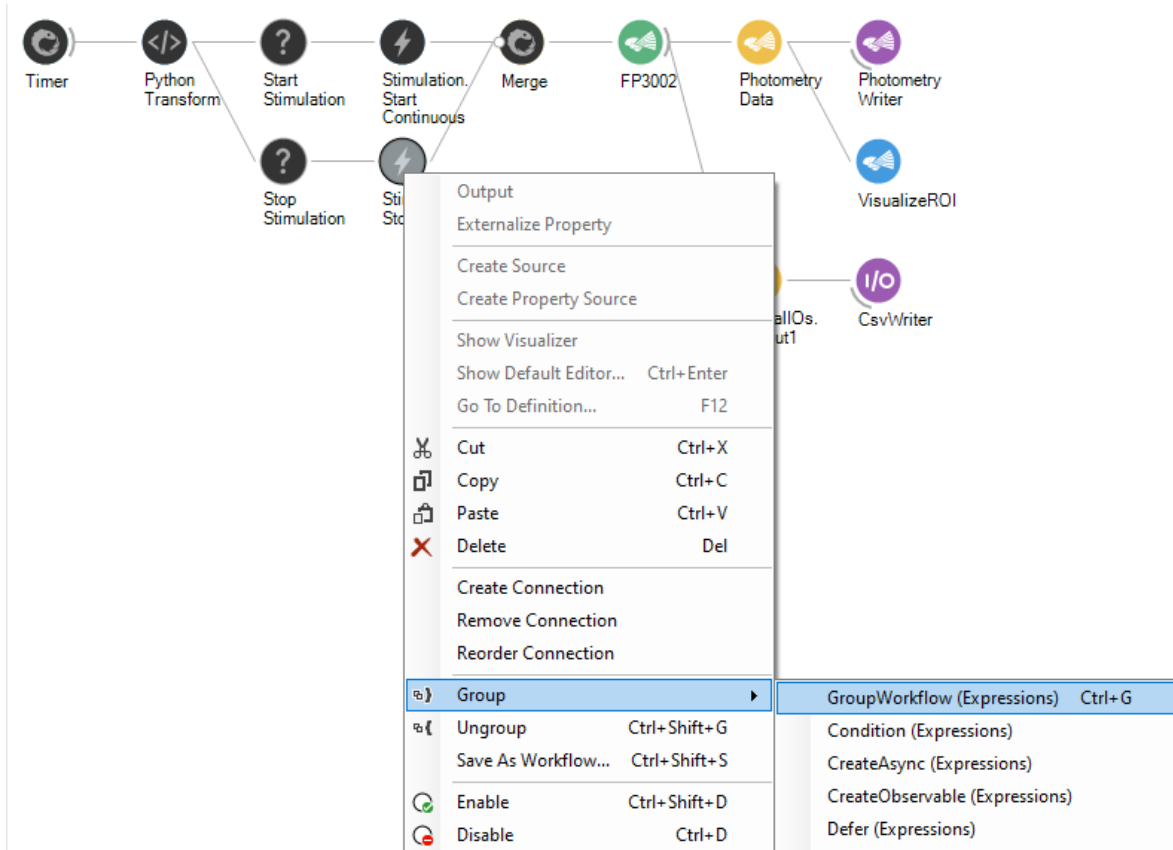 Timer
Python
Transform
Start
Stimulation
Stimulation.
Start
Continuous
Merge
FP3002
Photometry
Data
Photometry
Writer
Stop
Stimulation
VisualizeROI
I/O
CsvWriter
Output
Externalize Property
Create Source
Create Property Source
Show Visualizer
Show Default Editor... Ctrl+Enter
Go To Definition... F12
Cut Ctrl+X
Copy Ctrl+C
Paste Ctrl+V
Delete Del
Create Connection
Remove Connection
Reorder Connection
Group
Ungroup Ctrl+Shift+G
Save As Workflow... Ctrl+Shift+S
Enable Ctrl+Shift+D
Disable Ctrl+D
GroupWorkflow (Expressions) Ctrl+G
Condition (Expressions)
CreateAsync (Expressions)
CreateObservable (Expressions)
Defer (Expressions)